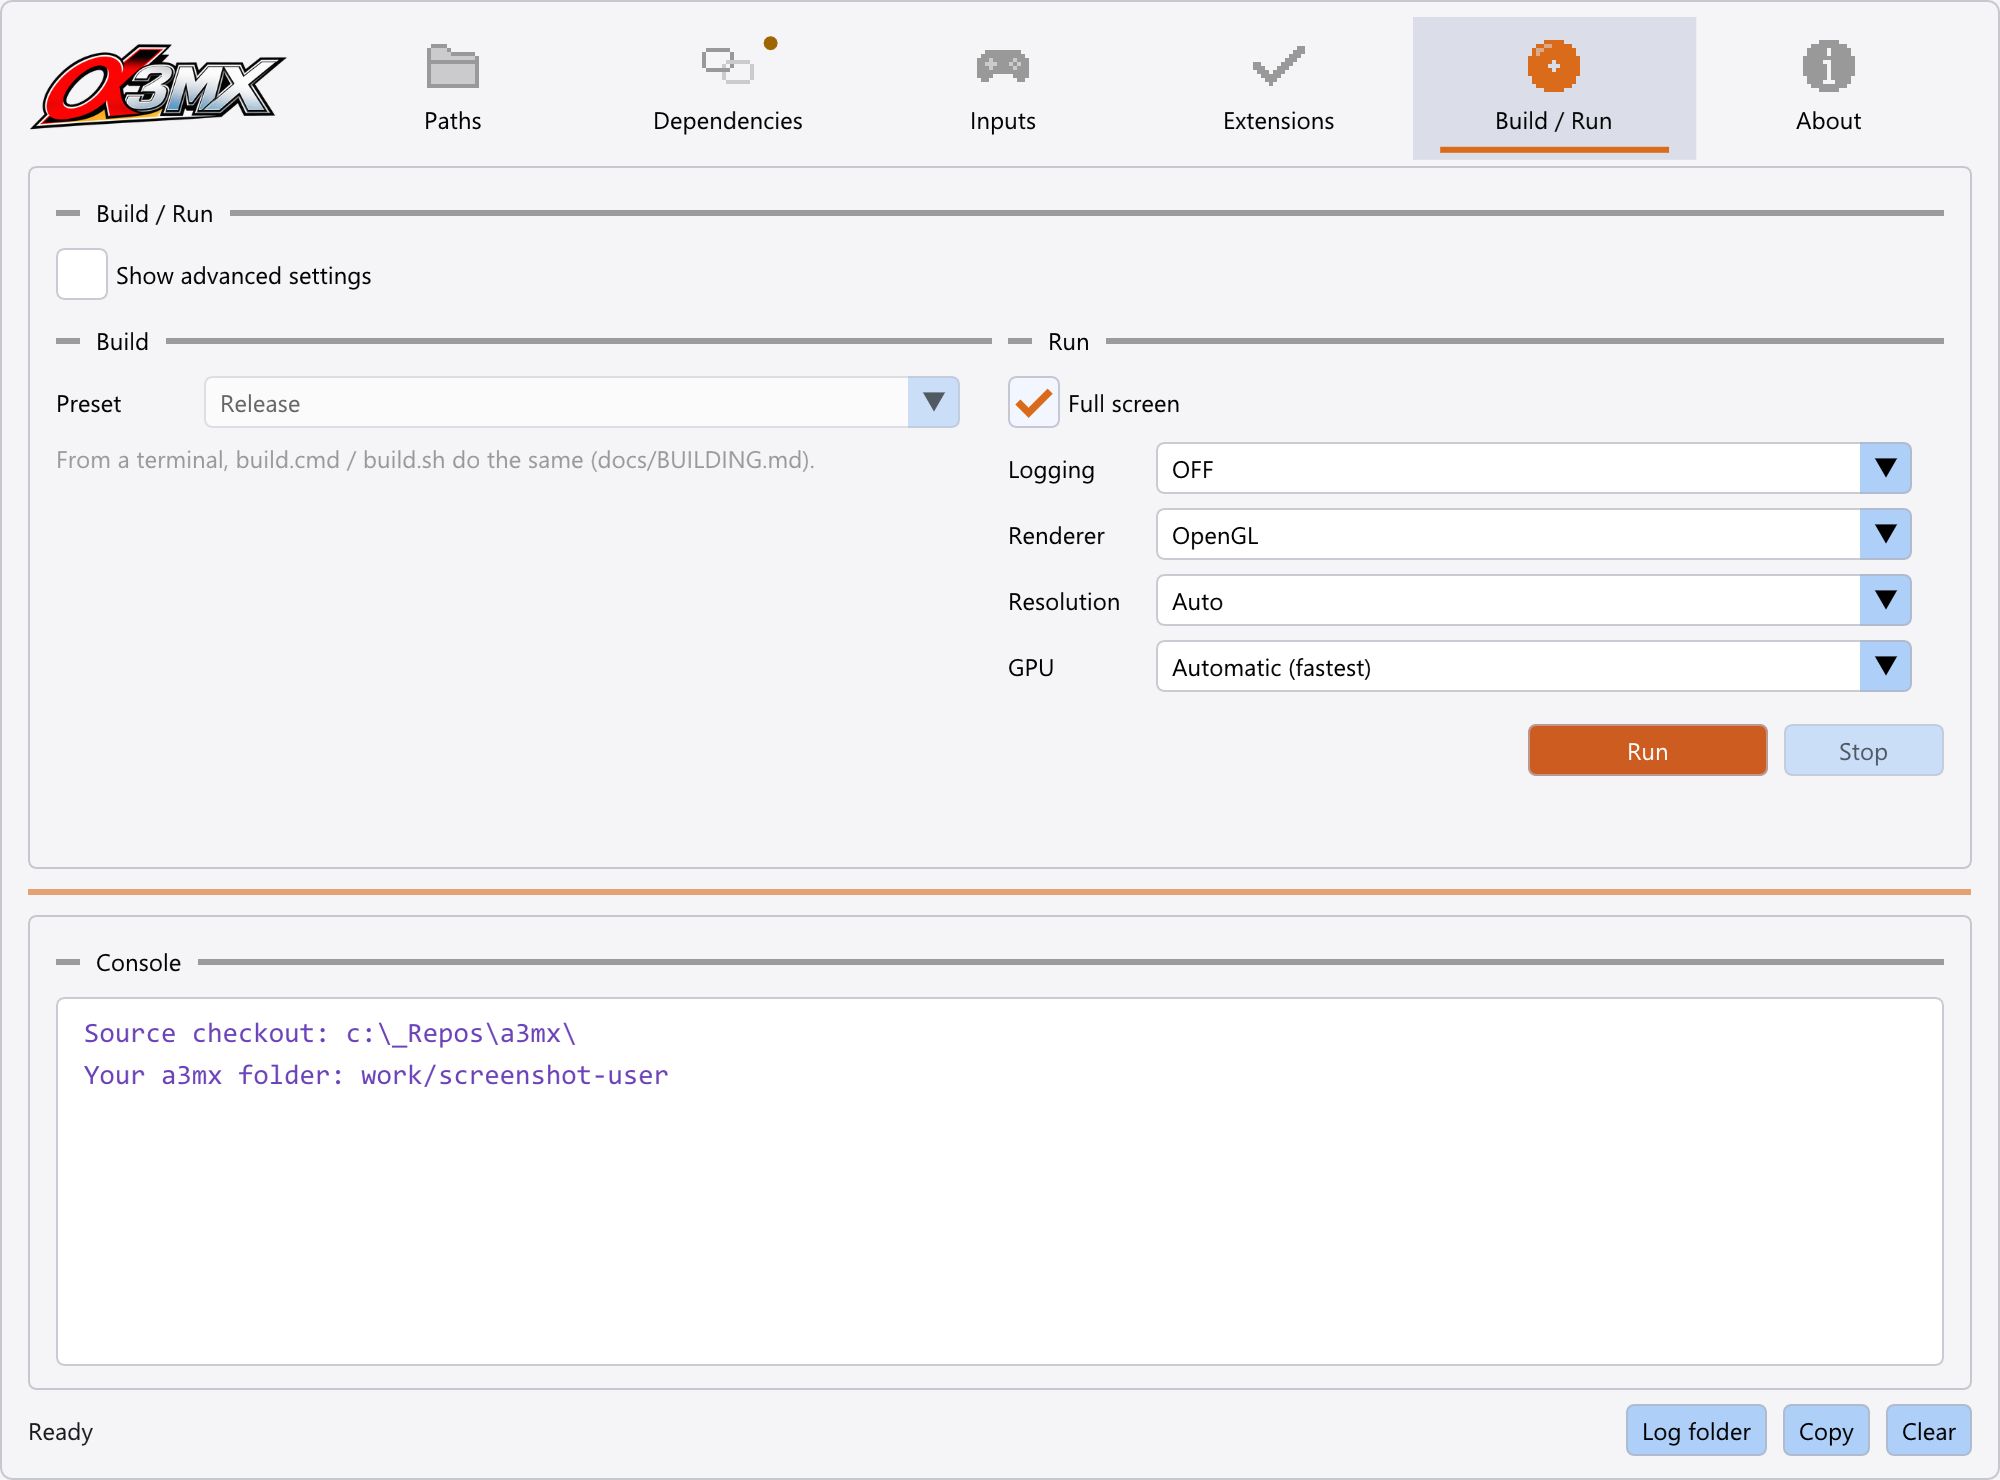 α3MX
Paths
Dependencies
Inputs
Extensions
Build / Run
About
Build / Run
Show advanced settings
Build
Preset
Release
From a terminal, build.cmd / build.sh do the same (docs/BUILDING.md).
Run
Full screen
Logging
OFF
Renderer
OpenGL
Resolution
Auto
GPU
Automatic (fastest)
Run
Stop
Console
Source checkout: c:\_Repos\a3mx\
Your a3mx folder: work/screenshot-user
Ready
Log folder
Copy
Clear